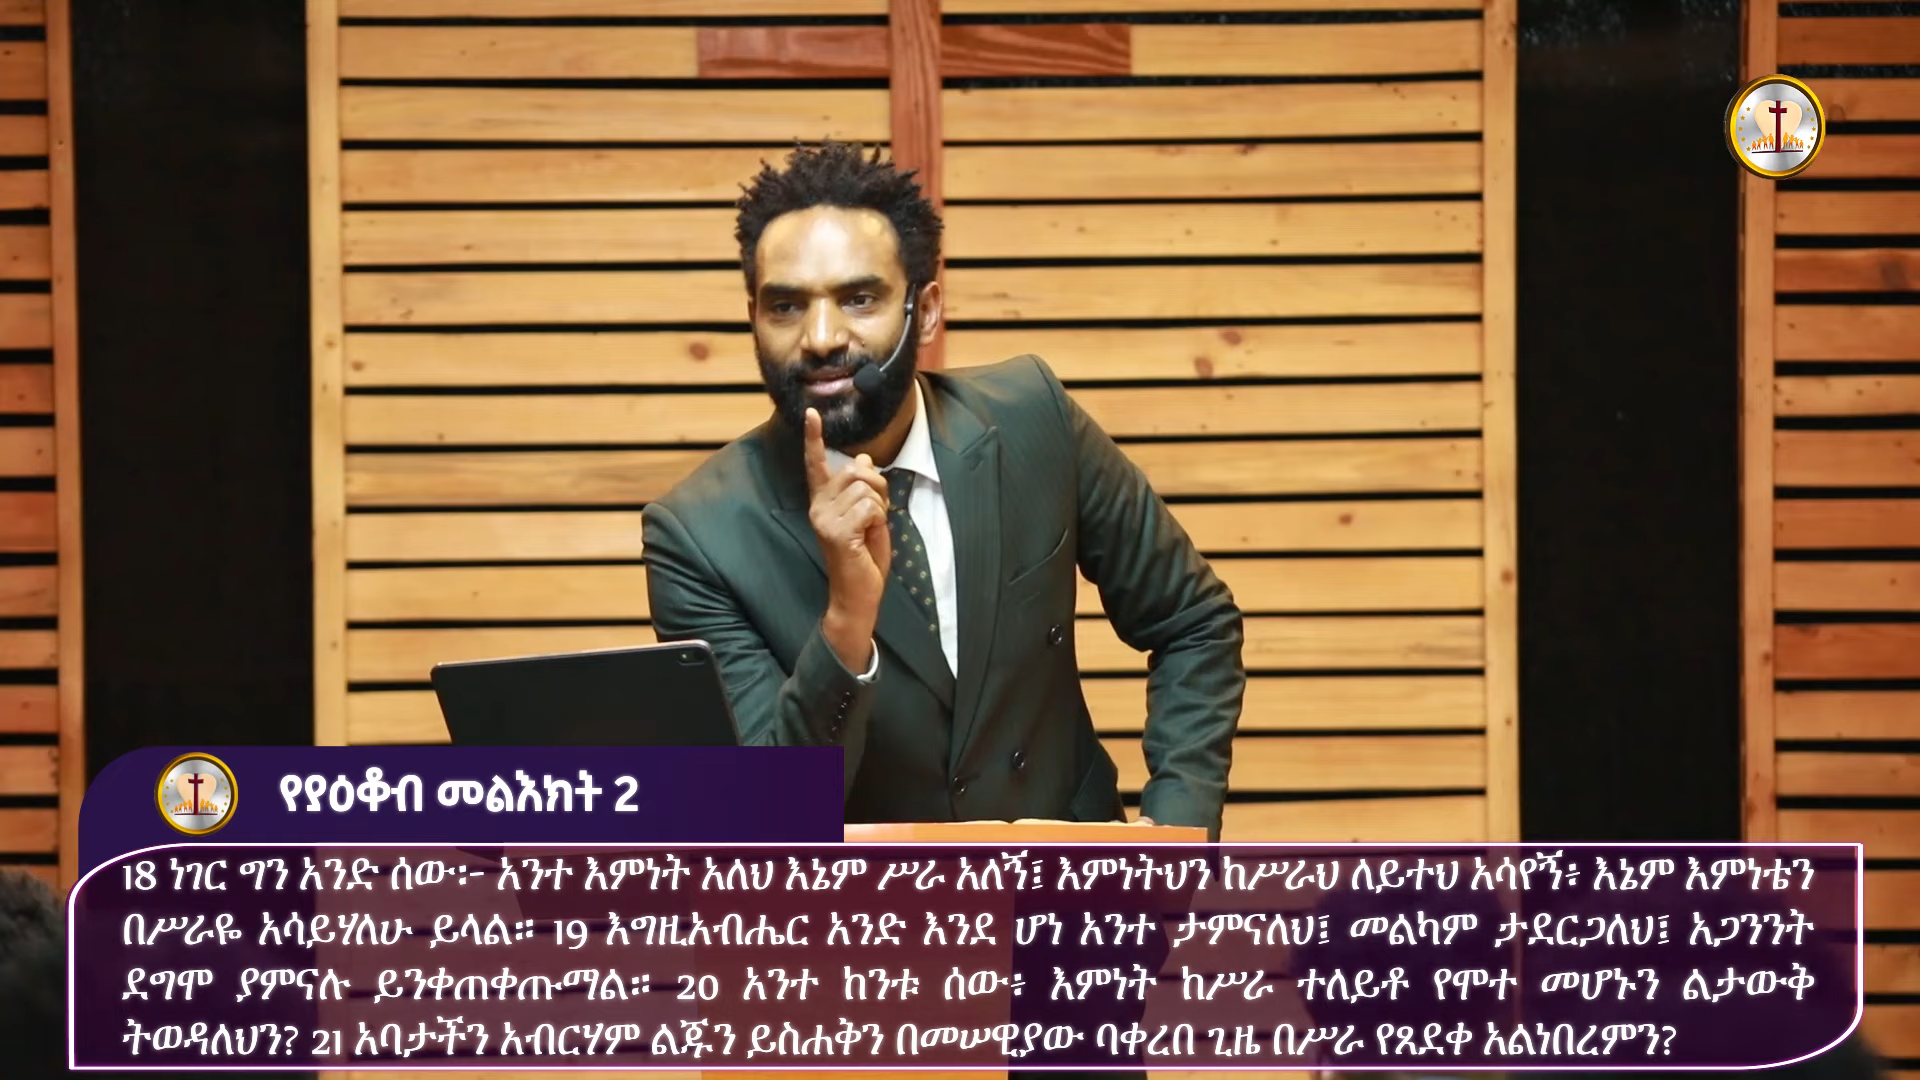 የያዕቆብ መልእክት 2
18 ነገር ግን አንድ ሰው፡- አንተ እምነት አለህ እኔም ሥራ አለኝ፤ እምነትህን ከሥራህ ለይተህ አሳየኝ፥ እኔም እምነቴን
በሥራዬ አሳይሃለሁ ይላል። 19 እግዚአብሔር አንድ እንደ ሆነ አንተ ታምናለህ፤ መልካም ታደርጋለህ፤ አጋንንት
ደግሞ ያምናሉ ይንቀጠቀጡማል። 20 አንተ ከንቱ ሰው፥ እምነት ከሥራ ተለይቶ የሞተ መሆኑን ልታውቅ
ትወዳለህን? 21 አባታችን አብርሃም ልጁን ይስሐቅን በመሠዊያው ባቀረበ ጊዜ በሥራ የጸደቀ አልነበረምን?